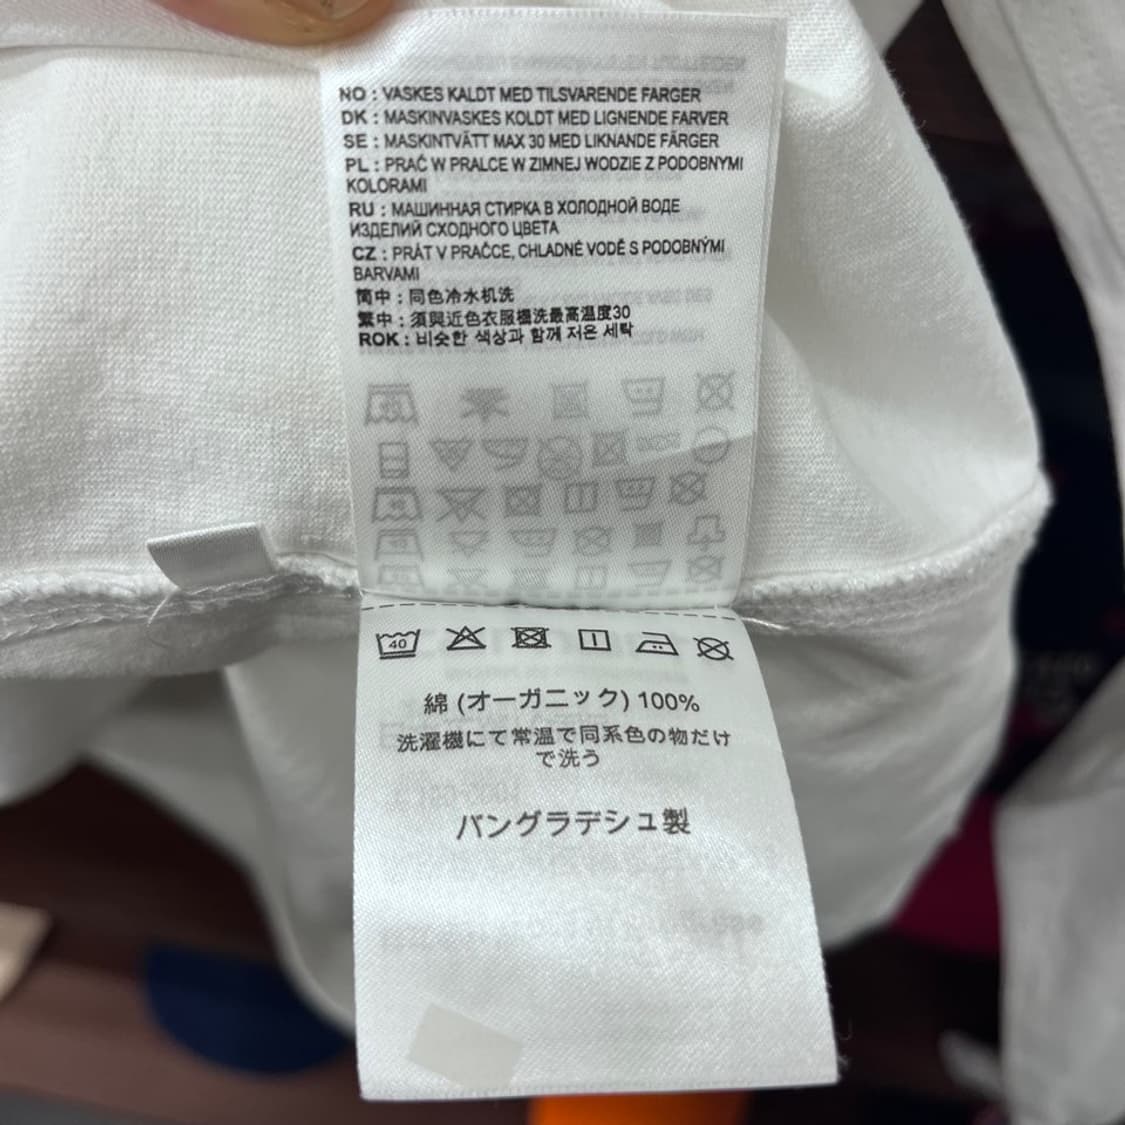 NO : VASKES KALDT MED TILSVARENDE FARGER
DK : MASKINVASKES KOLDT MED LIGNENDE FARVER
SE : MASKINTVÄTT MAX 30 MED LIKNANDE FÄRGER
PL : PRAĆ W PRALCE W ZIMNEJ WODZIE Z PODOBNYMI
KOLORAMI
RU : МАШИННАЯ СТИРКА В ХОЛОДНОЙ ВОДЕ
ИЗДЕЛИЙ СХОДНОГО ЦВЕТА
CZ : PRÁT V PRAČCE, CHLADNÉ VODĚ S PODOBNÝMI
BARVAMI
简中 : 同色冷水机洗
繁中 : 須與近色衣服機洗最高温度30
ROK : 비슷한 색상과 함께 저온 세탁
40
綿 (オーガニック) 100%
洗濯機にて常温で同系色の物だけ
で洗う
バングラデシュ製